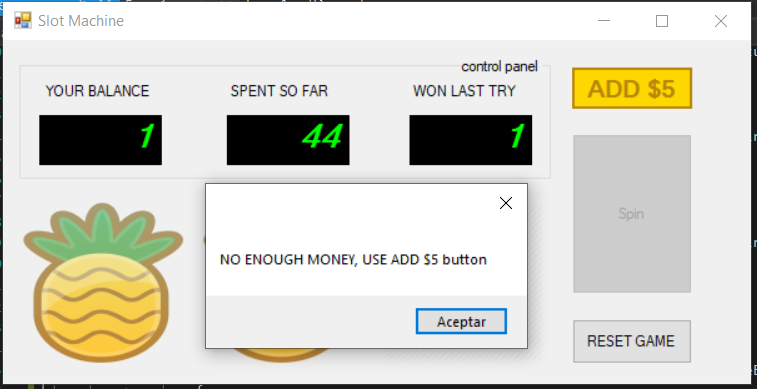 Slot Machine
control panel
YOUR BALANCE
SPENT SO FAR
WON LAST TRY
1
44
1
ADD $5
Spin
NO ENOUGH MONEY, USE ADD $5 button
Aceptar
RESET GAME